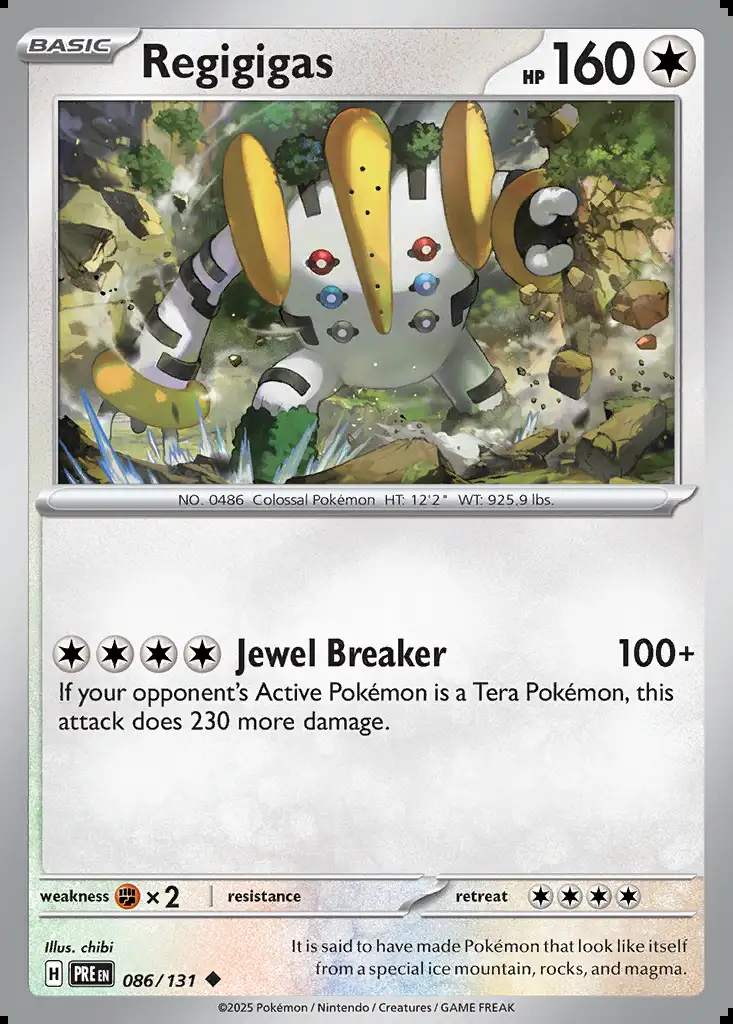 BASIC
Regigigas
HP 160
NO. 0486 Colossal Pokémon HT: 12'2" WT: 925.9 lbs.
Jewel Breaker 100+
If your opponent's Active Pokémon is a Tera Pokémon, this
attack does 230 more damage.
weakness ×2 resistance retreat
Illus. chibi
It is said to have made Pokémon that look like itself
from a special ice mountain, rocks, and magma.
H PRE EN 086/131
©2025 Pokémon / Nintendo / Creatures / GAME FREAK